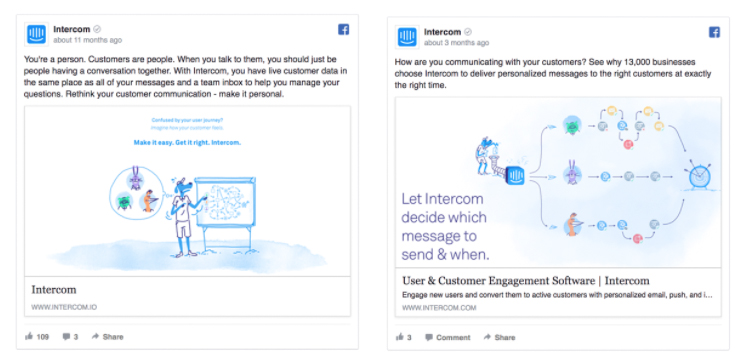 Intercom
about 11 months ago
You're a person. Customers are people. When you talk to them, you should just be
people having a conversation together. With Intercom, you have live customer data in
the same place as all of your messages and a team inbox to help you manage your
questions. Rethink your customer communication - make it personal.
Confused by your user journey?
Imagine how your customer feels.
Make it easy. Get it right. Intercom.
Intercom
WWW.INTERCOM.IO
109 3 Share
Intercom
about 3 months ago
How are you communicating with your customers? See why 13,000 businesses
choose Intercom to deliver personalized messages to the right customers at exactly
the right time.
Let Intercom
decide which
message to
send & when.
User & Customer Engagement Software | Intercom
Engage new users and convert them to active customers with personalized email, push, and i...
WWW.INTERCOM.COM
3 Comment Share